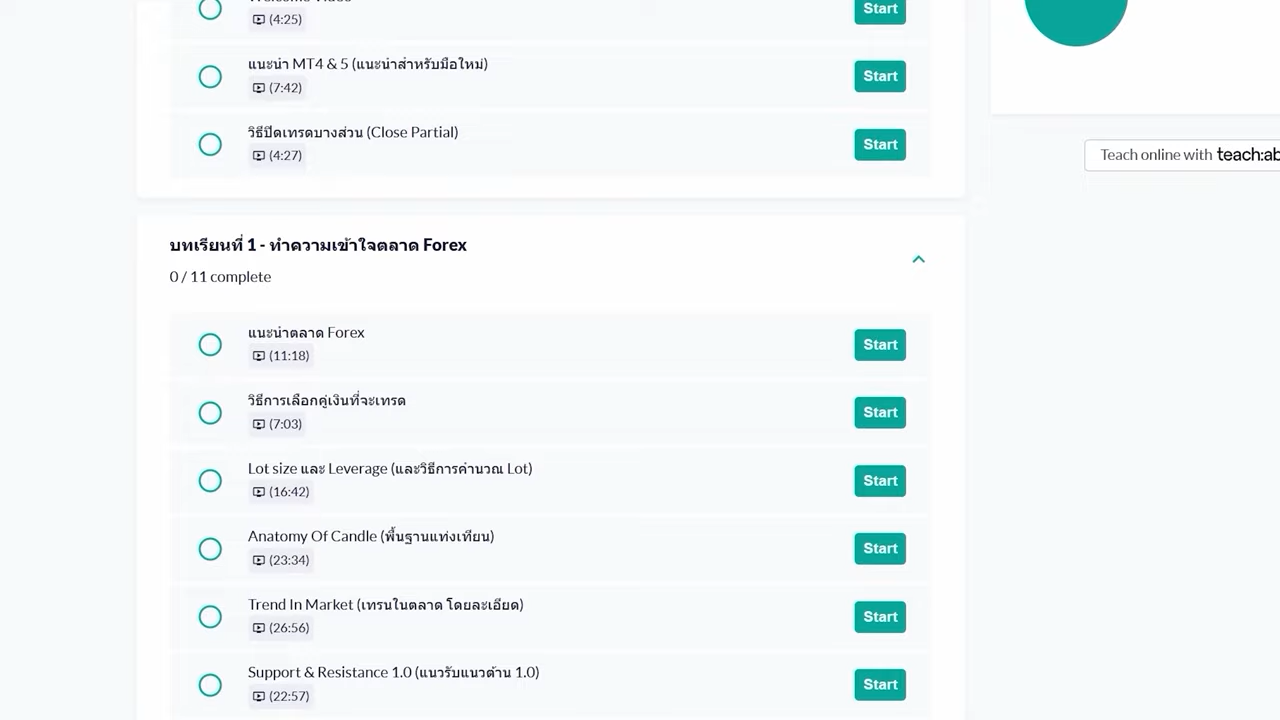 (4:25)
Start
แนะนำ MT4 & 5 (แนะนำสำหรับมือใหม่)
(7:42)
Start
วิธีปิดเทรดบางส่วน (Close Partial)
(4:27)
Start
Teach online with teach:ab
บทเรียนที่ 1 - ทำความเข้าใจตลาด Forex
0 / 11 complete
แนะนำตลาด Forex
(11:18)
Start
วิธีการเลือกคู่เงินที่จะเทรด
(7:03)
Start
Lot size และ Leverage (และวิธีการคำนวณ Lot)
(16:42)
Start
Anatomy Of Candle (พื้นฐานแท่งเทียน)
(23:34)
Start
Trend In Market (เทรนในตลาด โดยละเอียด)
(26:56)
Start
Support & Resistance 1.0 (แนวรับแนวต้าน 1.0)
(22:57)
Start